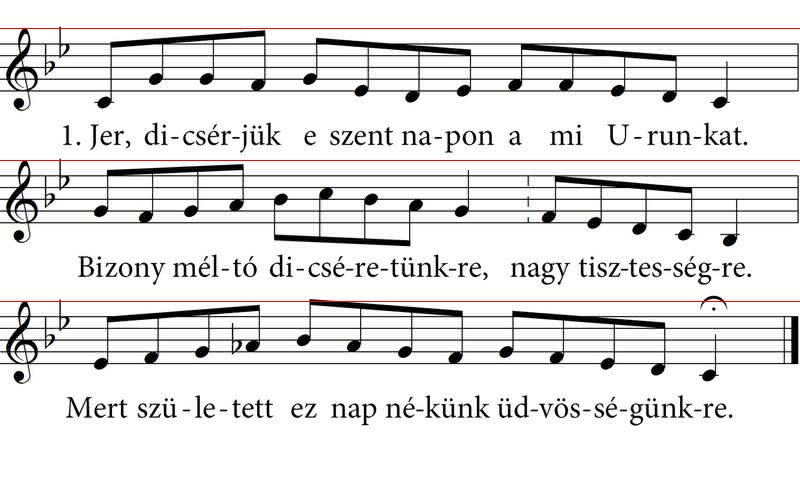 1. Jer, di-csér-jük e szent na-pon a mi U-run-kat.
Bizony mél-tó di-csé-re-tünk-re, nagy tisz-tes-ség-re.
Mert szü-le-tett ez nap né-künk üd-vös-sé-günk-re.